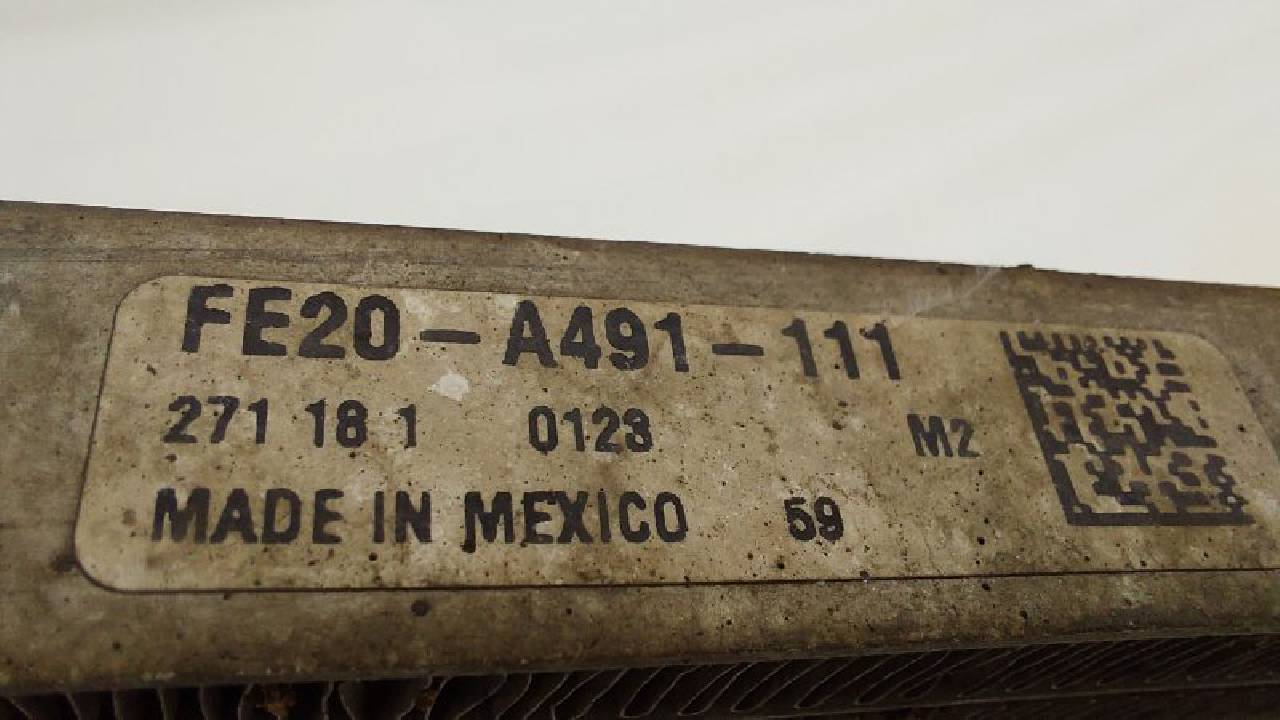 FE20-A491-111
271 18 1 0123 M2
MADE IN MEXICO 59